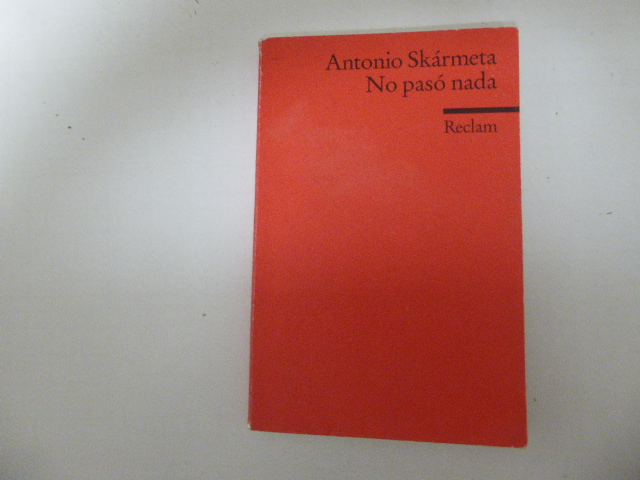 Antonio Skármeta
No pasó nada
Reclam